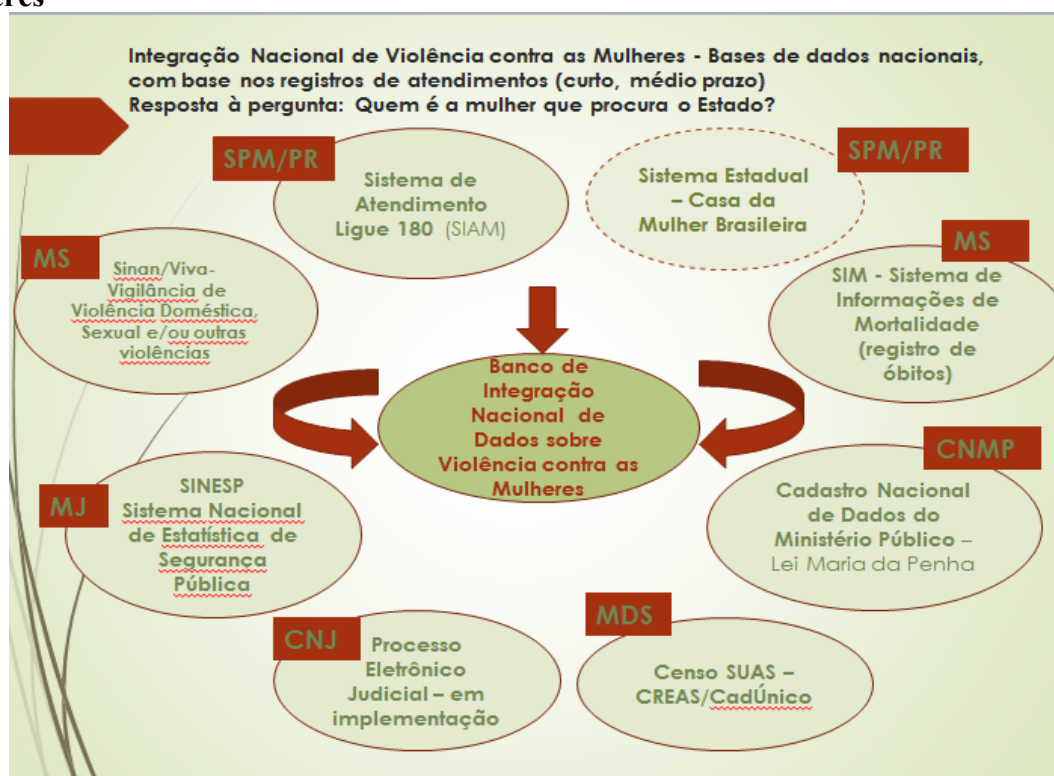 eres
Integração Nacional de Violência contra as Mulheres - Bases de dados nacionais,
com base nos registros de atendimentos (curto, médio prazo)
Resposta à pergunta: Quem é a mulher que procura o Estado?
SPM/PR
Sistema de
Atendimento
Ligue 180 (SIAM)
SPM/PR
Sistema Estadual
– Casa da
Mulher Brasileira
MS
Sinan/Viva-
Vigilância de
Violência Doméstica,
Sexual e/ou outras
violências
MS
SIM - Sistema de
Informações de
Mortalidade
(registro de
óbitos)
Banco de
Integração
Nacional de
Dados sobre
Violência contra as
Mulheres
MJ
SINESP
Sistema Nacional
de Estatística de
Segurança
Pública
CNMP
Cadastro Nacional
de Dados do
Ministério Público –
Lei Maria da Penha
CNJ
Processo
Eletrônico
Judicial – em
implementação
MDS
Censo SUAS –
CREAS/CadÚnico